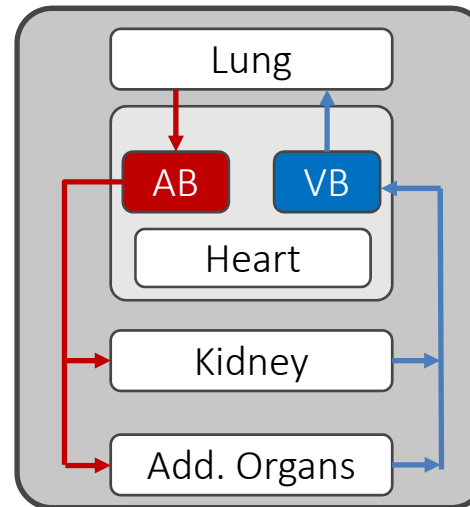 Lung
AB
VB
Heart
Kidney
Add. Organs